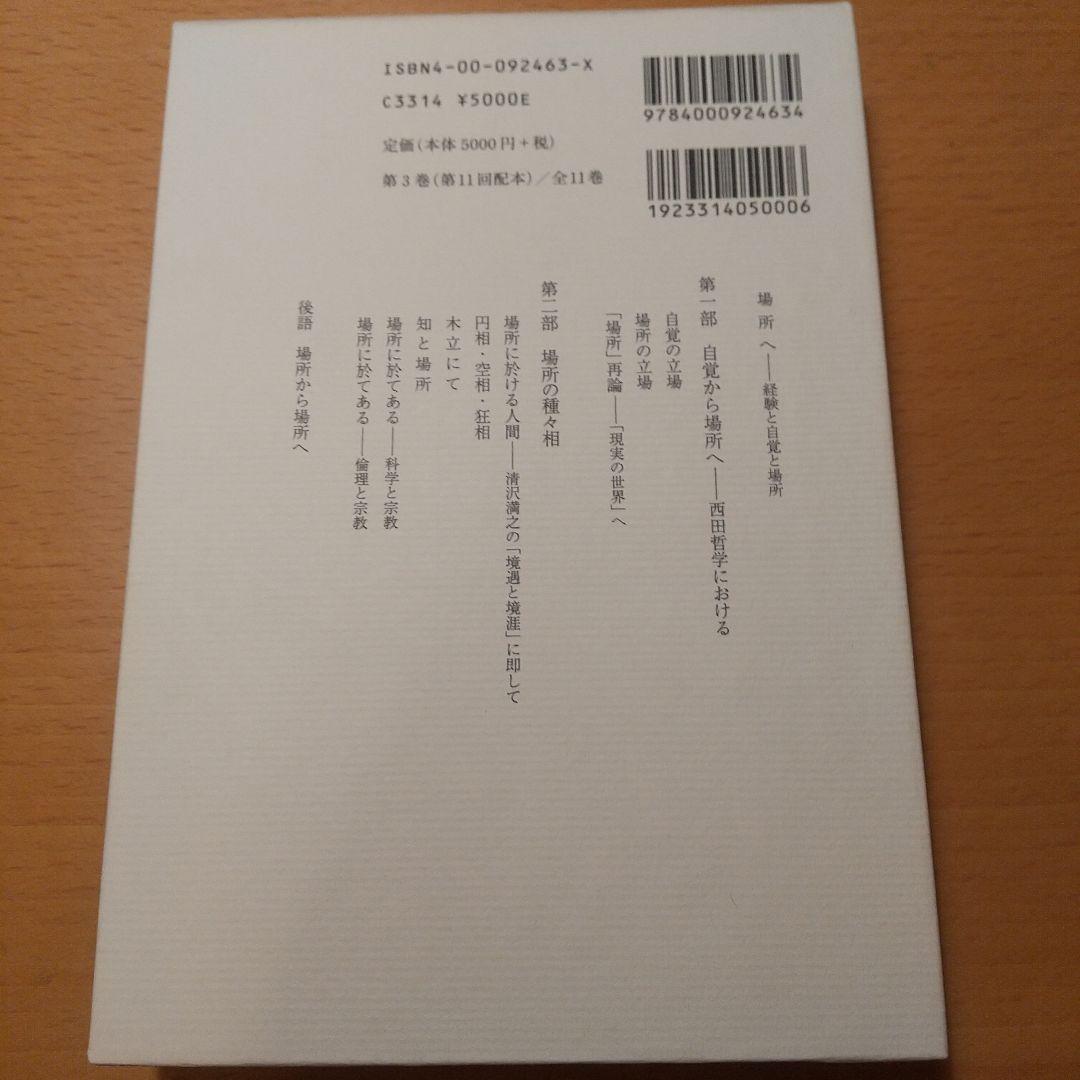 ISBN4-00-092463-X
C3314 ¥5000E
定価(本体5000円+税)
第3巻(第11回配本)/全11巻
9784000924634
1923314050006
場所へ――経験と自覚と場所
第一部 自覚から場所へ――西田哲学における
自覚の立場
場所の立場
「場所」再論――「現実の世界」へ
第二部 場所の種々相
場所に於ける人間――清沢満之の「境遇と境涯」に即して
円相・空相・狂相
木立にて
知と場所
場所に於てある――科学と宗教
場所に於てある――倫理と宗教
後語 場所から場所へ